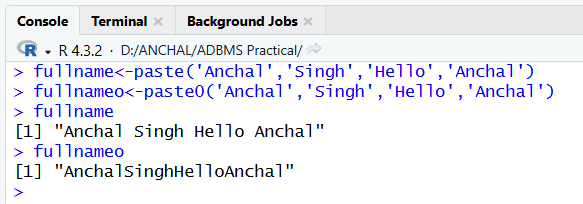 Console Terminal Background Jobs
R R 4.3.2 · D:/ANCHAL/ADBMS Practical/
> fullname<-paste('Anchal','Singh','Hello','Anchal')
> fullnameo<-paste0('Anchal','Singh','Hello','Anchal')
> fullname
[1] "Anchal Singh Hello Anchal"
> fullnameo
[1] "AnchalSinghHelloAnchal"
>